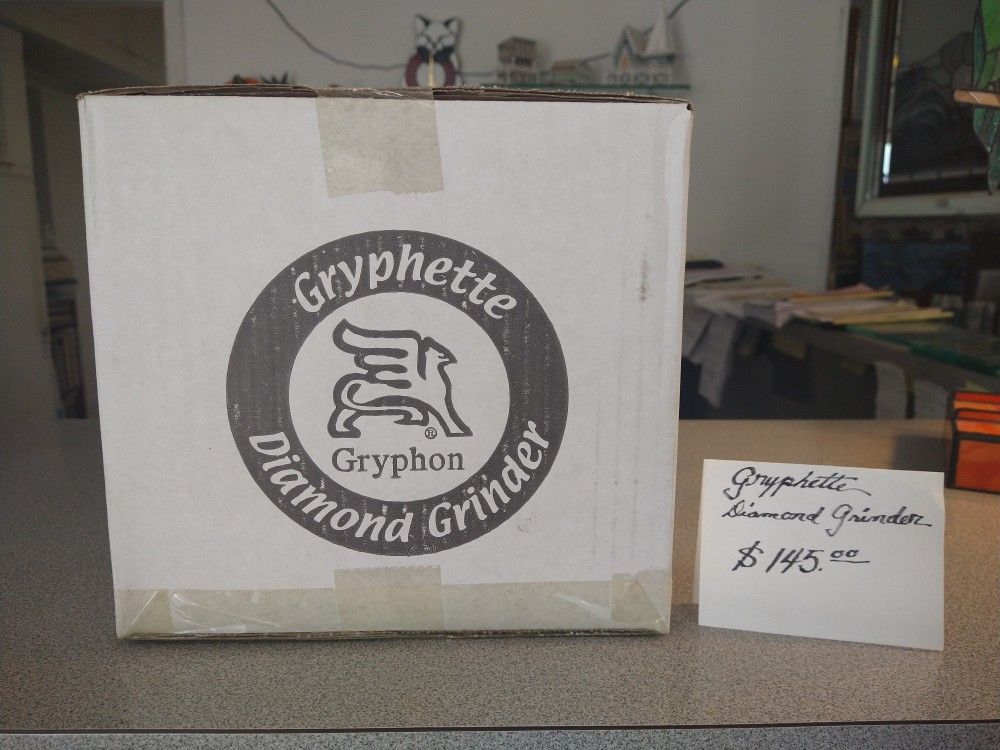 Gryphette
®
Gryphon
Diamond Grinder
Gryphette
Diamond Grinder
$145.00